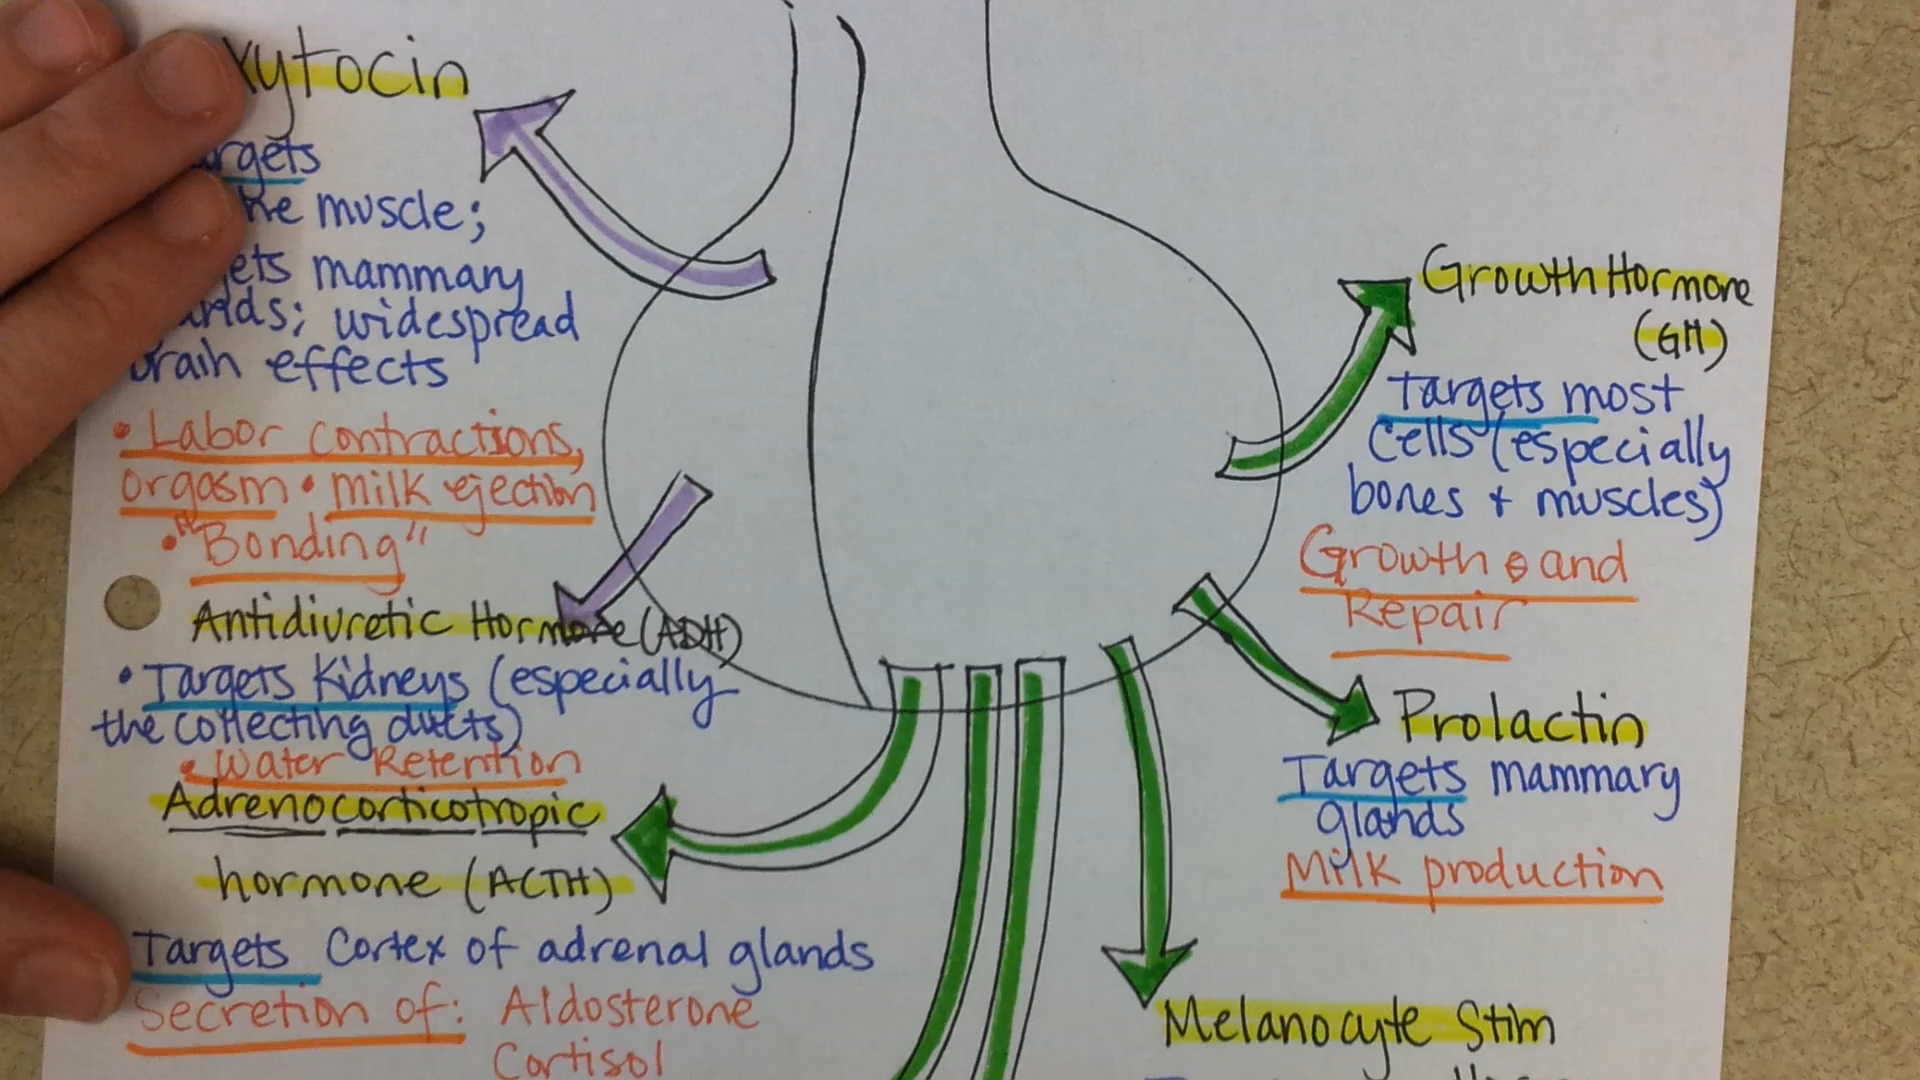 xytocin
rgets
ke muscle;
ets mammary
ands; widespread
brain effects
• Labor contractions,
orgasm • milk ejection
• "Bonding"
Antidiuretic Hormone (ADH)
• Targets Kidneys (especially
the collecting ducts)
• Water Retention
Adrenocorticotropic
hormone (ACTH)
Targets Cortex of adrenal glands
Secretion of: Aldosterone
Cortisol
Growth Hormone
(GH)
Targets most
cells (especially
bones + muscles)
Growth and
Repair
Prolactin
Targets mammary
glands
Milk production
Melanocyte Stim